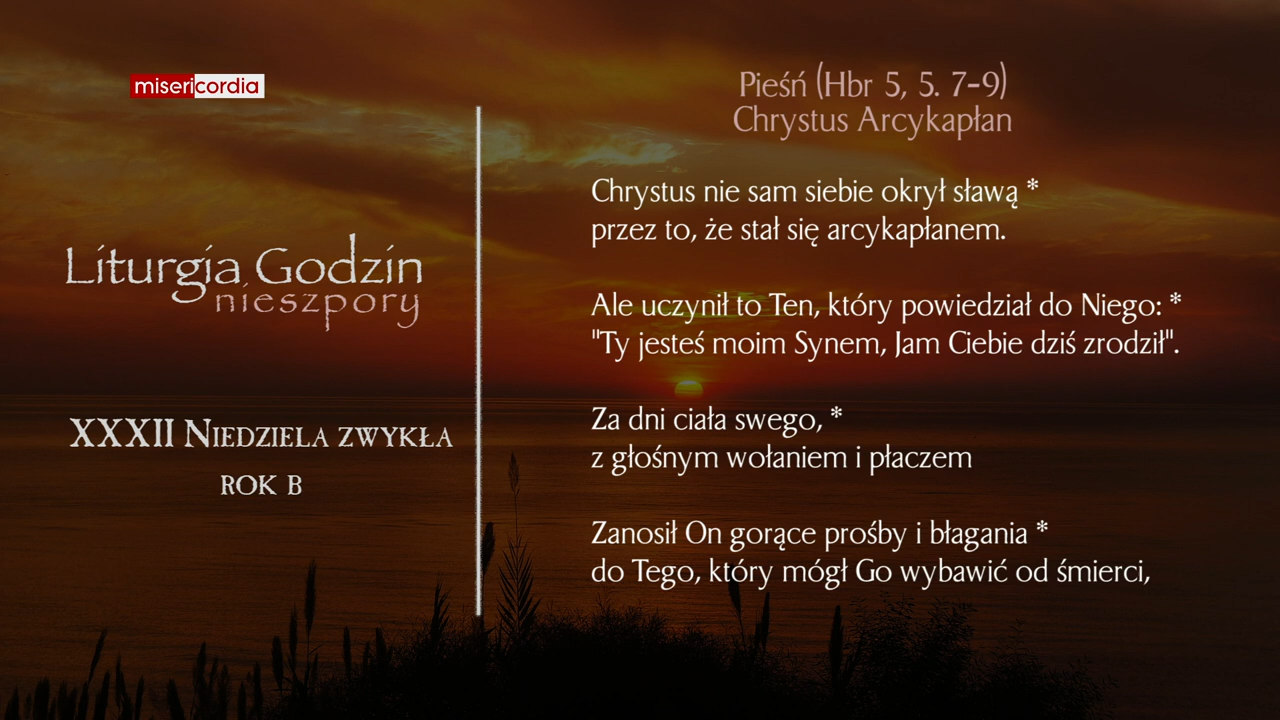 misericordia
Liturgia Godzin
nieszpory
XXXII Niedziela zwykła
rok B
Pieśń (Hbr 5, 5. 7-9)
Chrystus Arcykapłan
Chrystus nie sam siebie okrył sławą *
przez to, że stał się arcykapłanem.
Ale uczynił to Ten, który powiedział do Niego: *
"Ty jesteś moim Synem, Jam Ciebie dziś zrodził".
Za dni ciała swego, *
z głośnym wołaniem i płaczem
Zanosił On gorące prośby i błagania *
do Tego, który mógł Go wybawić od śmierci,